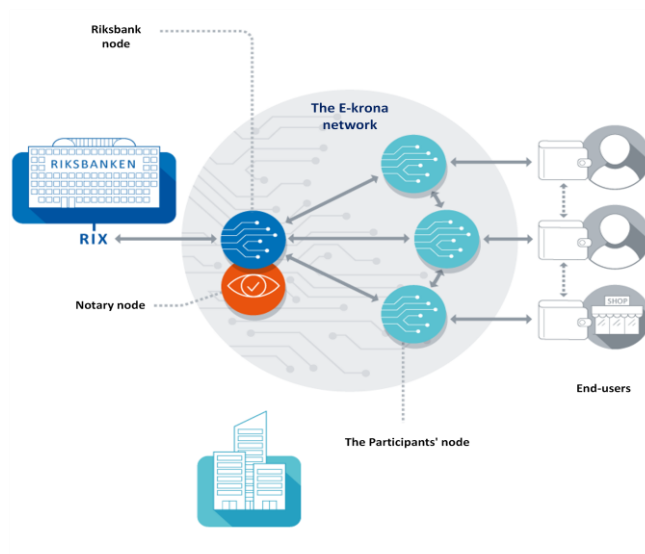 Riksbank
node
The E-krona
network
RIKSBANKEN
RIX
Notary node
SHOP
End-users
The Participants' node